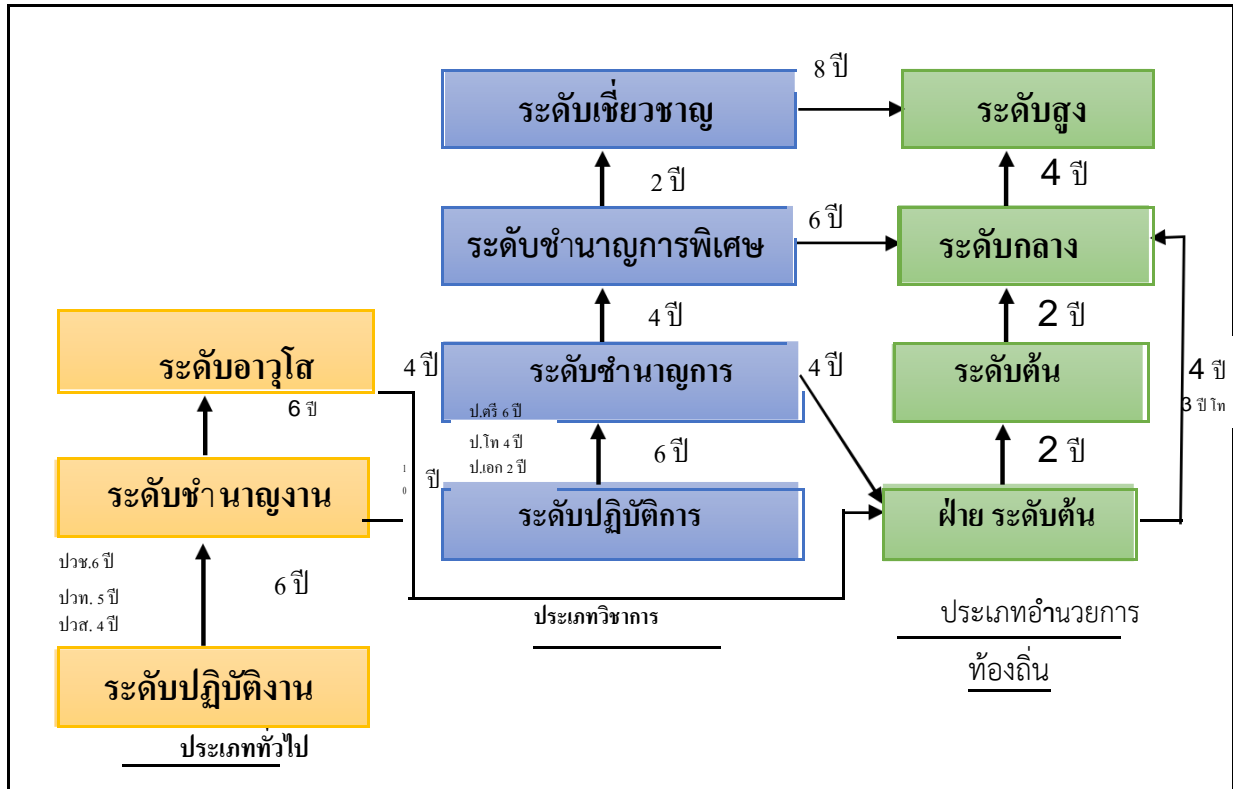 8 ปี
ระดับเชี่ยวชาญ
ระดับสูง
2 ปี
4 ปี
6 ปี
ระดับชำนาญการพิเศษ
ระดับกลาง
4 ปี
2 ปี
ระดับอาวุโส
4 ปี
ระดับชำนาญการ
4 ปี
ระดับต้น
4 ปี
3 ปี โท
6 ปี
ป.ตรี 6 ปี
ป.โท 4 ปี
ป.เอก 2 ปี
6 ปี
2 ปี
ระดับชำนาญงาน
10 ปี
ระดับปฏิบัติการ
ฝ่าย ระดับต้น
ปวช.6 ปี
ปวท. 5 ปี
ปวส. 4 ปี
6 ปี
ประเภทวิชาการ
ประเภทอำนวยการ
ท้องถิ่น
ระดับปฏิบัติงาน
ประเภททั่วไป